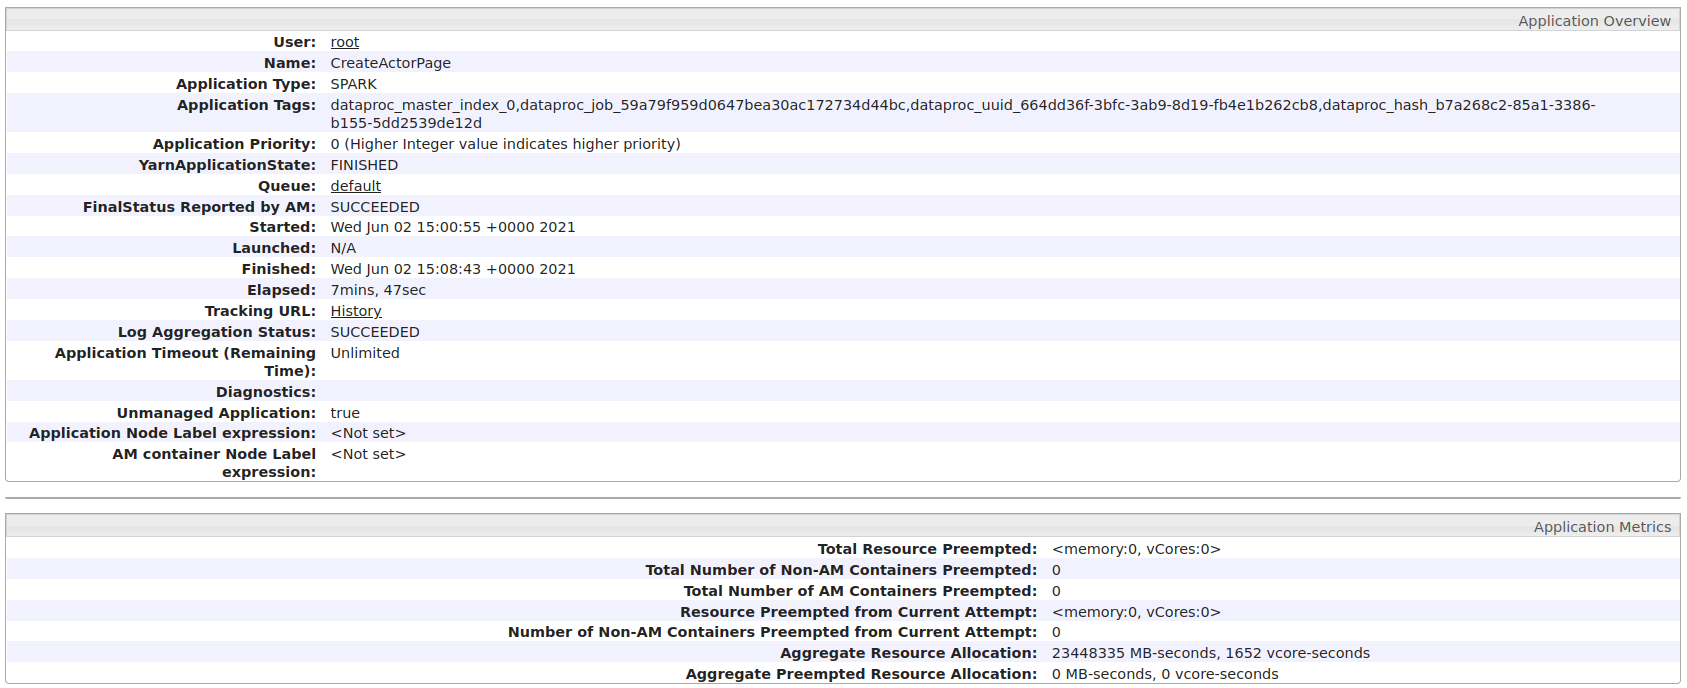 Application Overview
User: root
Name: CreateActorPage
Application Type: SPARK
Application Tags: dataproc_master_index_0,dataproc_job_59a79f959d0647bea30ac172734d44bc,dataproc_uuid_664dd36f-3bfc-3ab9-8d19-fb4e1b262cb8,dataproc_hash_b7a268c2-85a1-3386-
b155-5dd2539de12d
Application Priority: 0 (Higher Integer value indicates higher priority)
YarnApplicationState: FINISHED
Queue: default
FinalStatus Reported by AM: SUCCEEDED
Started: Wed Jun 02 15:00:55 +0000 2021
Launched: N/A
Finished: Wed Jun 02 15:08:43 +0000 2021
Elapsed: 7mins, 47sec
Tracking URL: History
Log Aggregation Status: SUCCEEDED
Application Timeout (Remaining Unlimited
Time):
Diagnostics:
Unmanaged Application: true
Application Node Label expression: <Not set>
AM container Node Label <Not set>
expression:
Application Metrics
Total Resource Preempted: <memory:0, vCores:0>
Total Number of Non-AM Containers Preempted: 0
Total Number of AM Containers Preempted: 0
Resource Preempted from Current Attempt: <memory:0, vCores:0>
Number of Non-AM Containers Preempted from Current Attempt: 0
Aggregate Resource Allocation: 23448335 MB-seconds, 1652 vcore-seconds
Aggregate Preempted Resource Allocation: 0 MB-seconds, 0 vcore-seconds